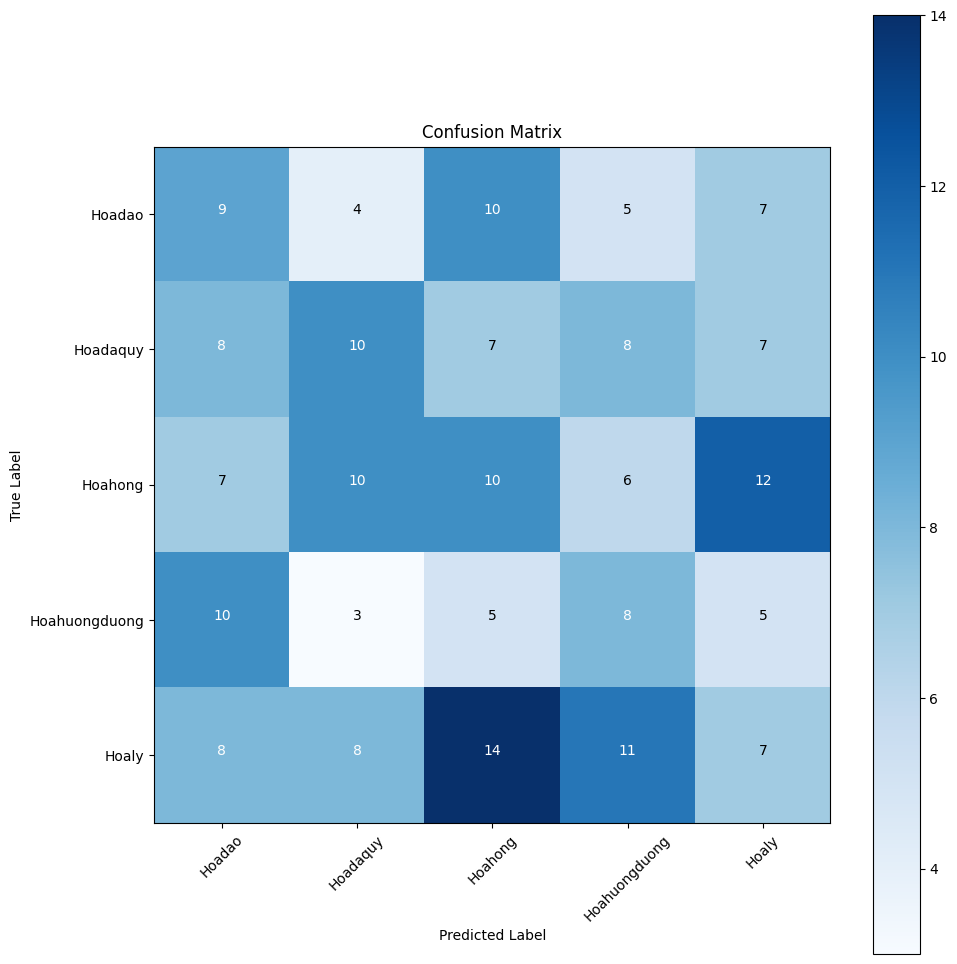 Confusion Matrix
14
12
10
8
6
4
Hoadao 9 4 10 5 7
Hoadaquy 8 10 7 8 7
Hoahong 7 10 10 6 12
Hoahuongduong 10 3 5 8 5
Hoaly 8 8 14 11 7
True Label
Hoadao Hoadaquy Hoahong Hoahuongduong Hoaly
Predicted Label